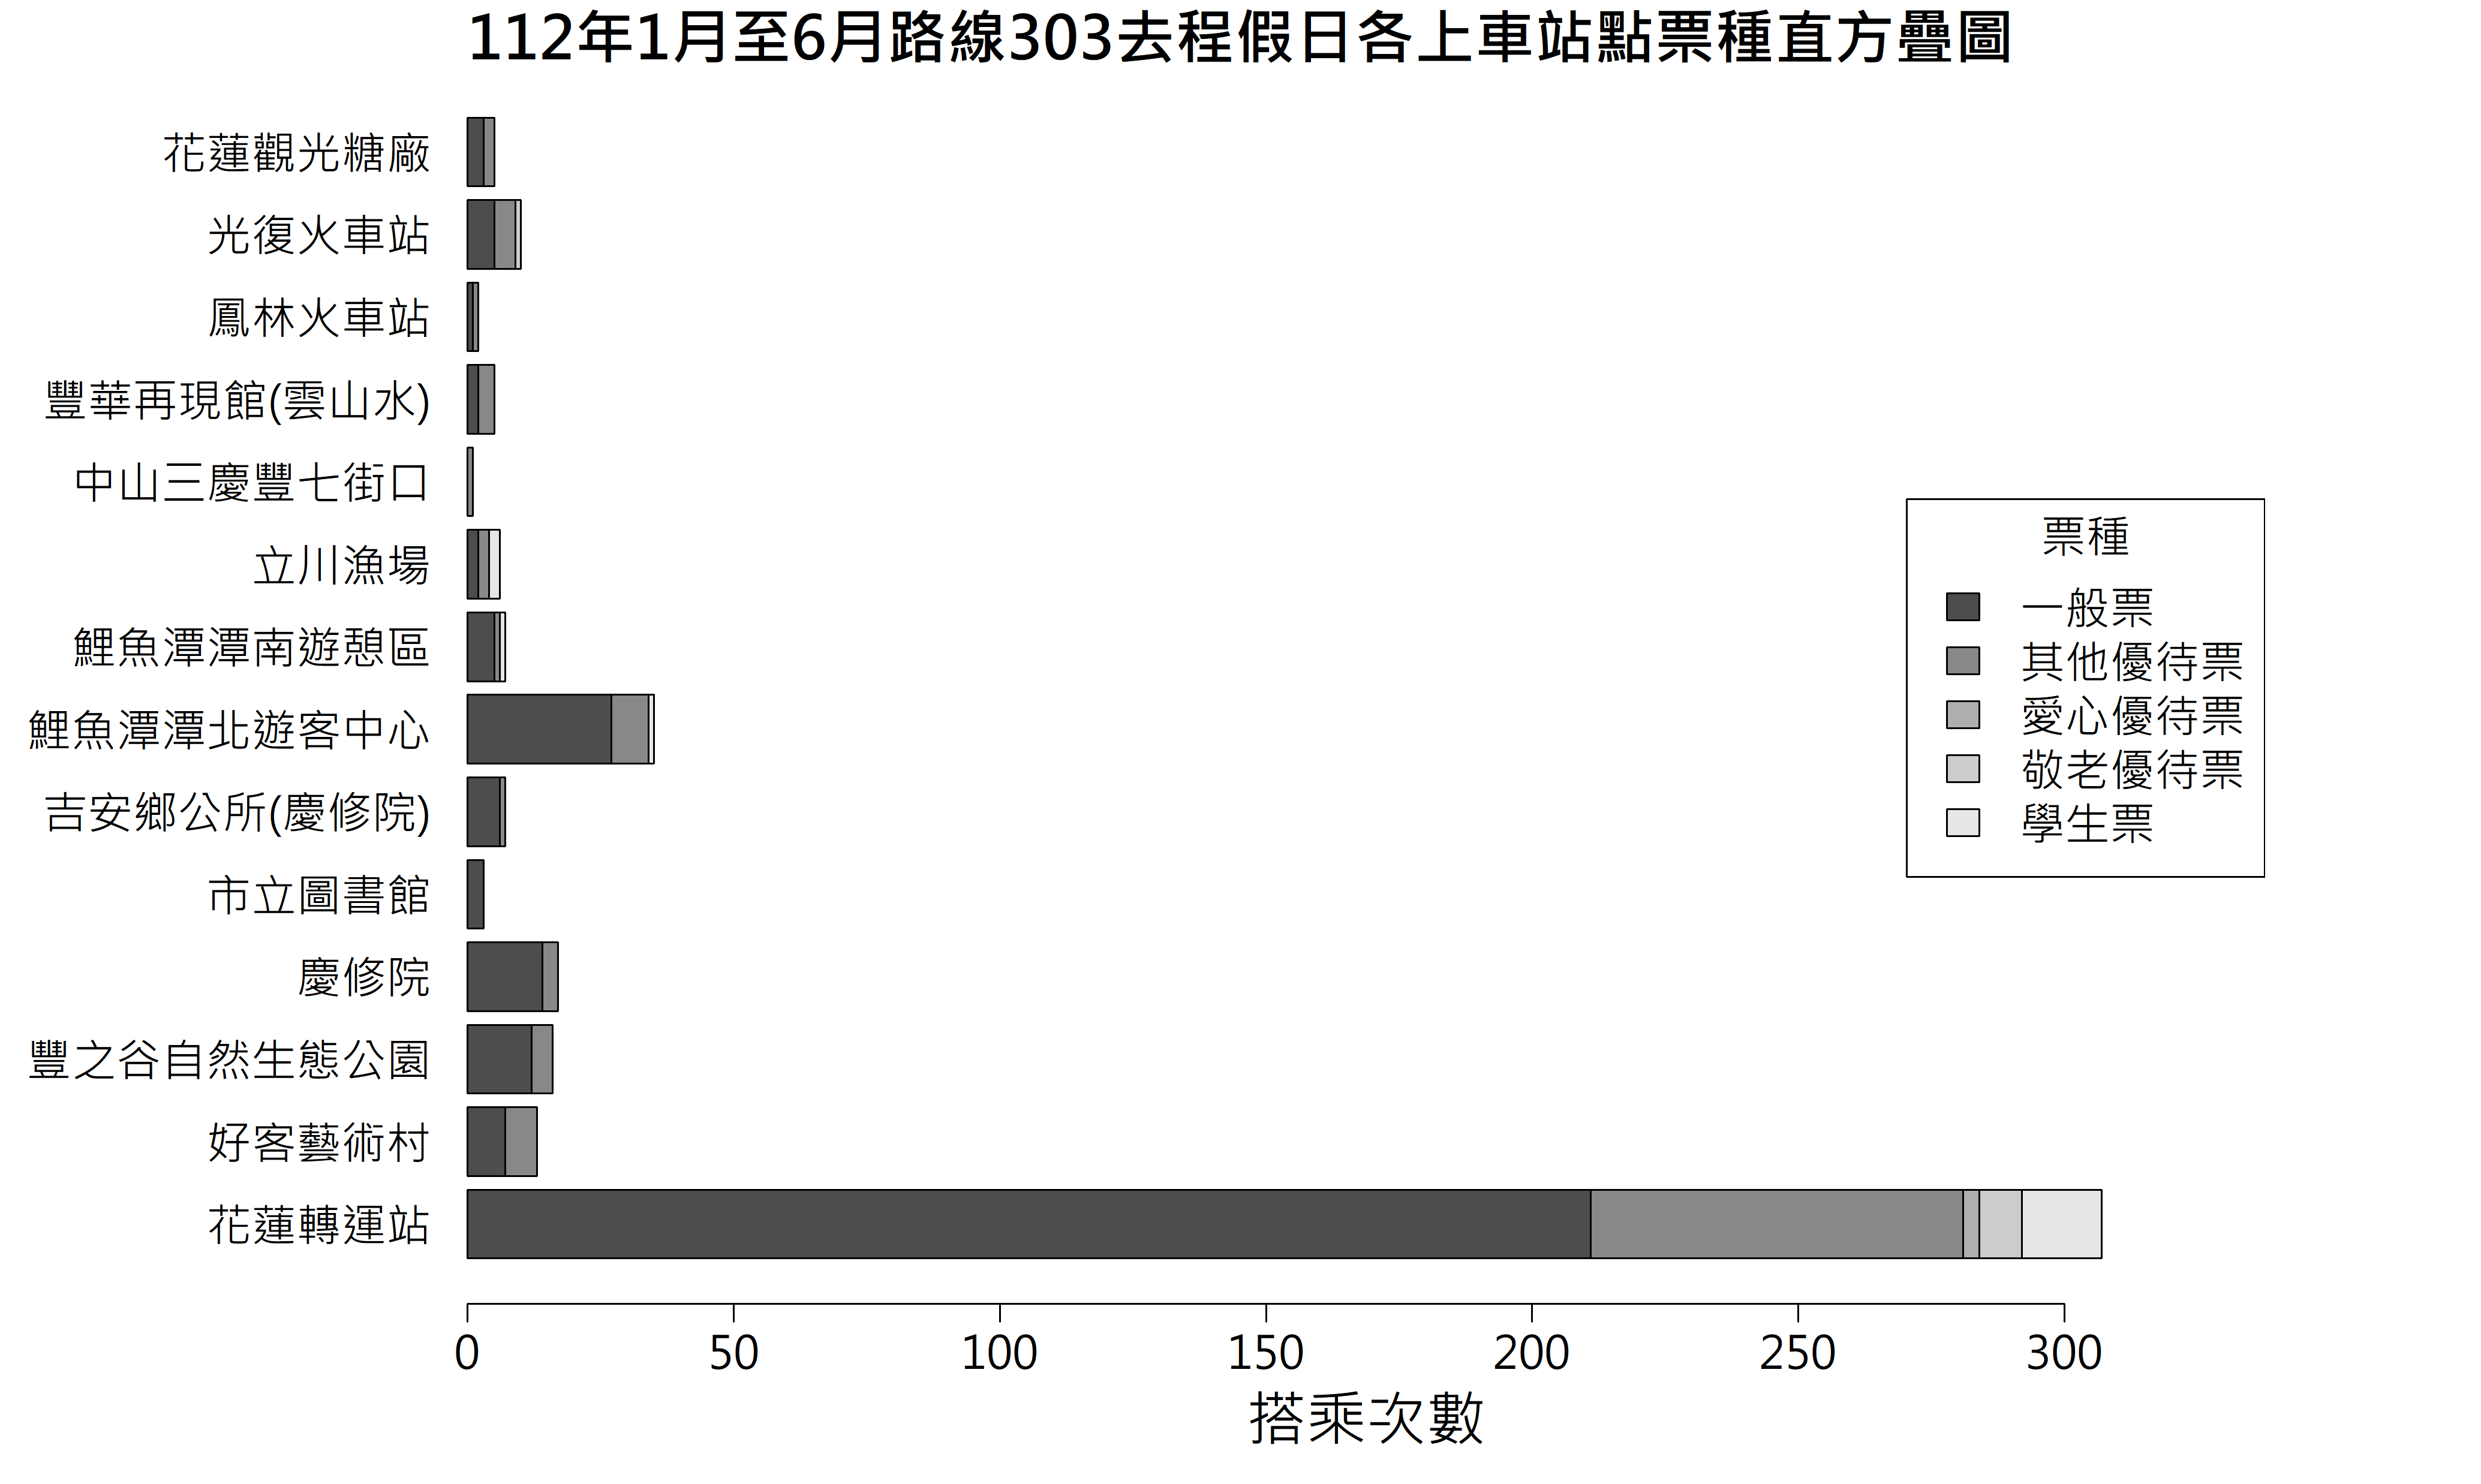 112年1月至6月路線303去程假日各上車站點票種直方疊圖
花蓮觀光糖廠
光復火車站
鳳林火車站
豐華再現館(雲山水)
中山三慶豐七街口
立川漁場
鯉魚潭潭南遊憩區
鯉魚潭潭北遊客中心
吉安鄉公所(慶修院)
市立圖書館
慶修院
豐之谷自然生態公園
好客藝術村
花蓮轉運站
票種
一般票
其他優待票
愛心優待票
敬老優待票
學生票
0 50 100 150 200 250 300
搭乘次數